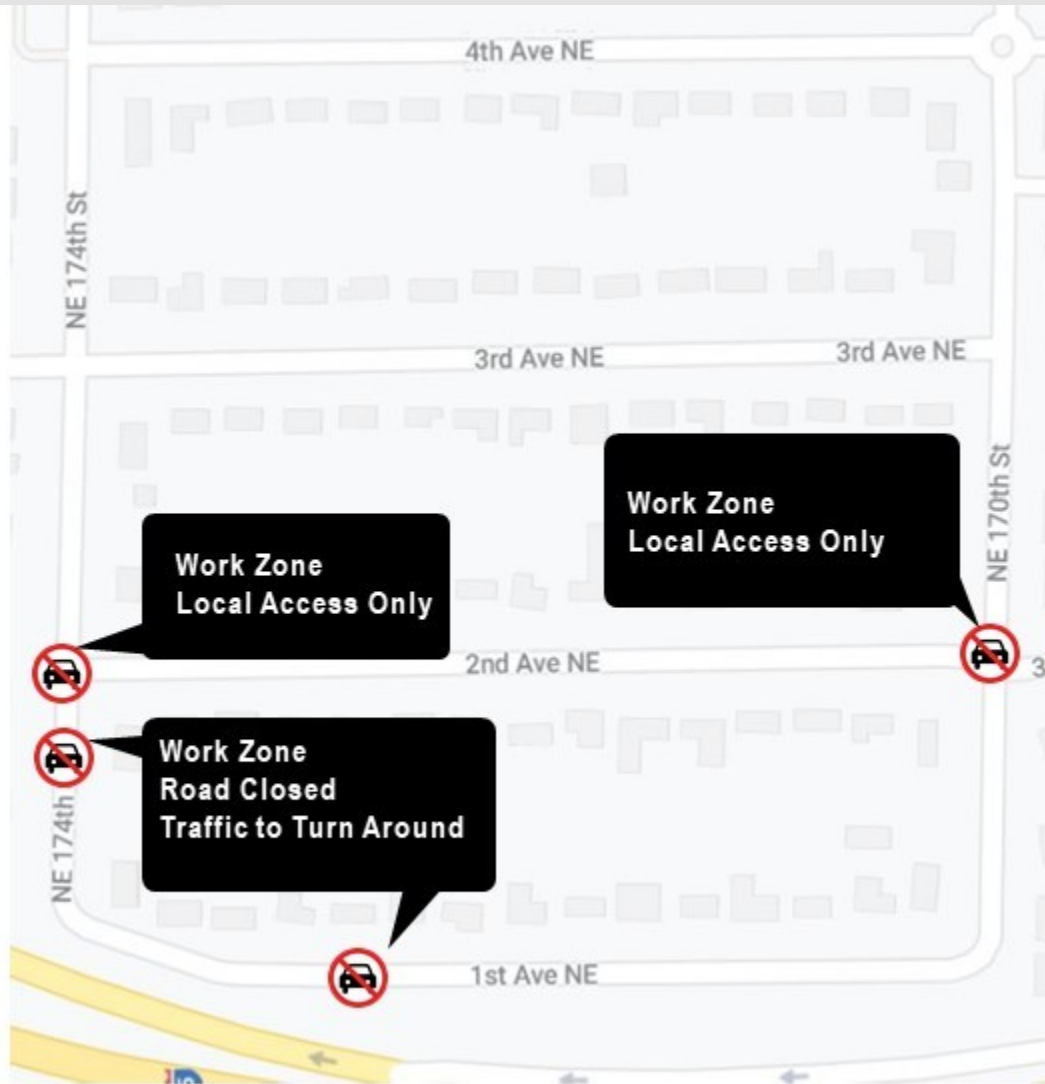 4th Ave NE
NE 174th St
3rd Ave NE
3rd Ave NE
NE 170th St
Work Zone
Local Access Only
Work Zone
Local Access Only
2nd Ave NE
3
Work Zone
Road Closed
Traffic to Turn Around
NE 174th
1st Ave NE